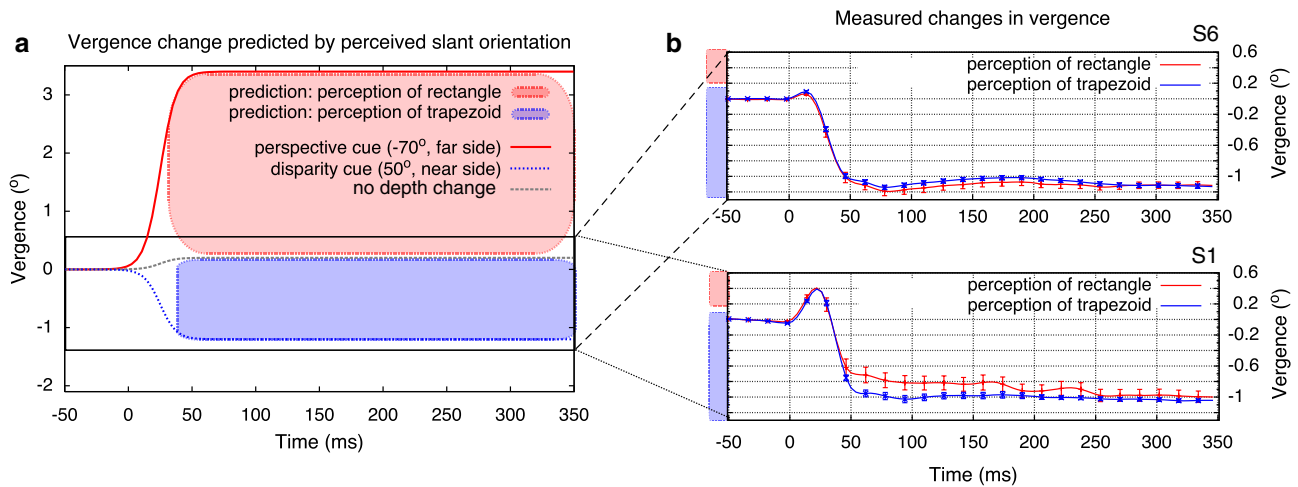 a
Vergence change predicted by perceived slant orientation
Vergence (º)
3
2
1
0
-1
-2
prediction: perception of rectangle
prediction: perception of trapezoid
perspective cue (-70º, far side)
disparity cue (50º, near side)
no depth change
-50 0 50 100 150 200 250 300 350
Time (ms)
b
Measured changes in vergence
S6
perception of rectangle
perception of trapezoid
0.6
0.2
-0.2
-0.6
-1
Vergence (º)
-50 0 50 100 150 200 250 300 350
S1
perception of rectangle
perception of trapezoid
0.6
0.2
-0.2
-0.6
-1
Vergence (º)
-50 0 50 100 150 200 250 300 350
Time (ms)